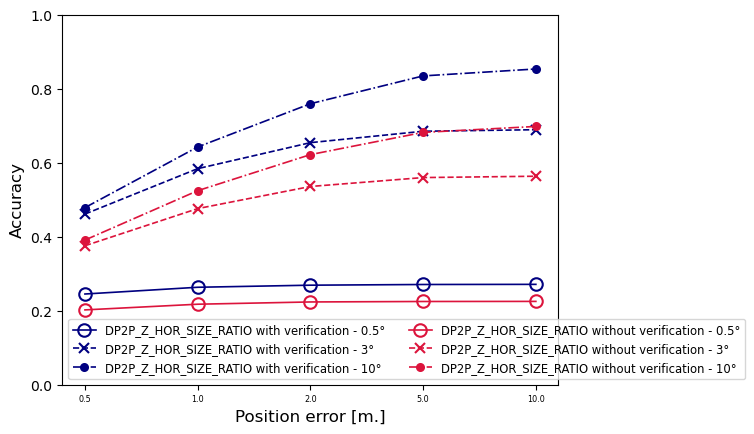 1.0
0.8
0.6
0.4
0.2
0.0
Accuracy
DP2P_Z_HOR_SIZE_RATIO with verification - 0.5°
DP2P_Z_HOR_SIZE_RATIO with verification - 3°
DP2P_Z_HOR_SIZE_RATIO with verification - 10°
DP2P_Z_HOR_SIZE_RATIO without verification - 0.5°
DP2P_Z_HOR_SIZE_RATIO without verification - 3°
DP2P_Z_HOR_SIZE_RATIO without verification - 10°
0.5 1.0 2.0 5.0 10.0
Position error [m.]